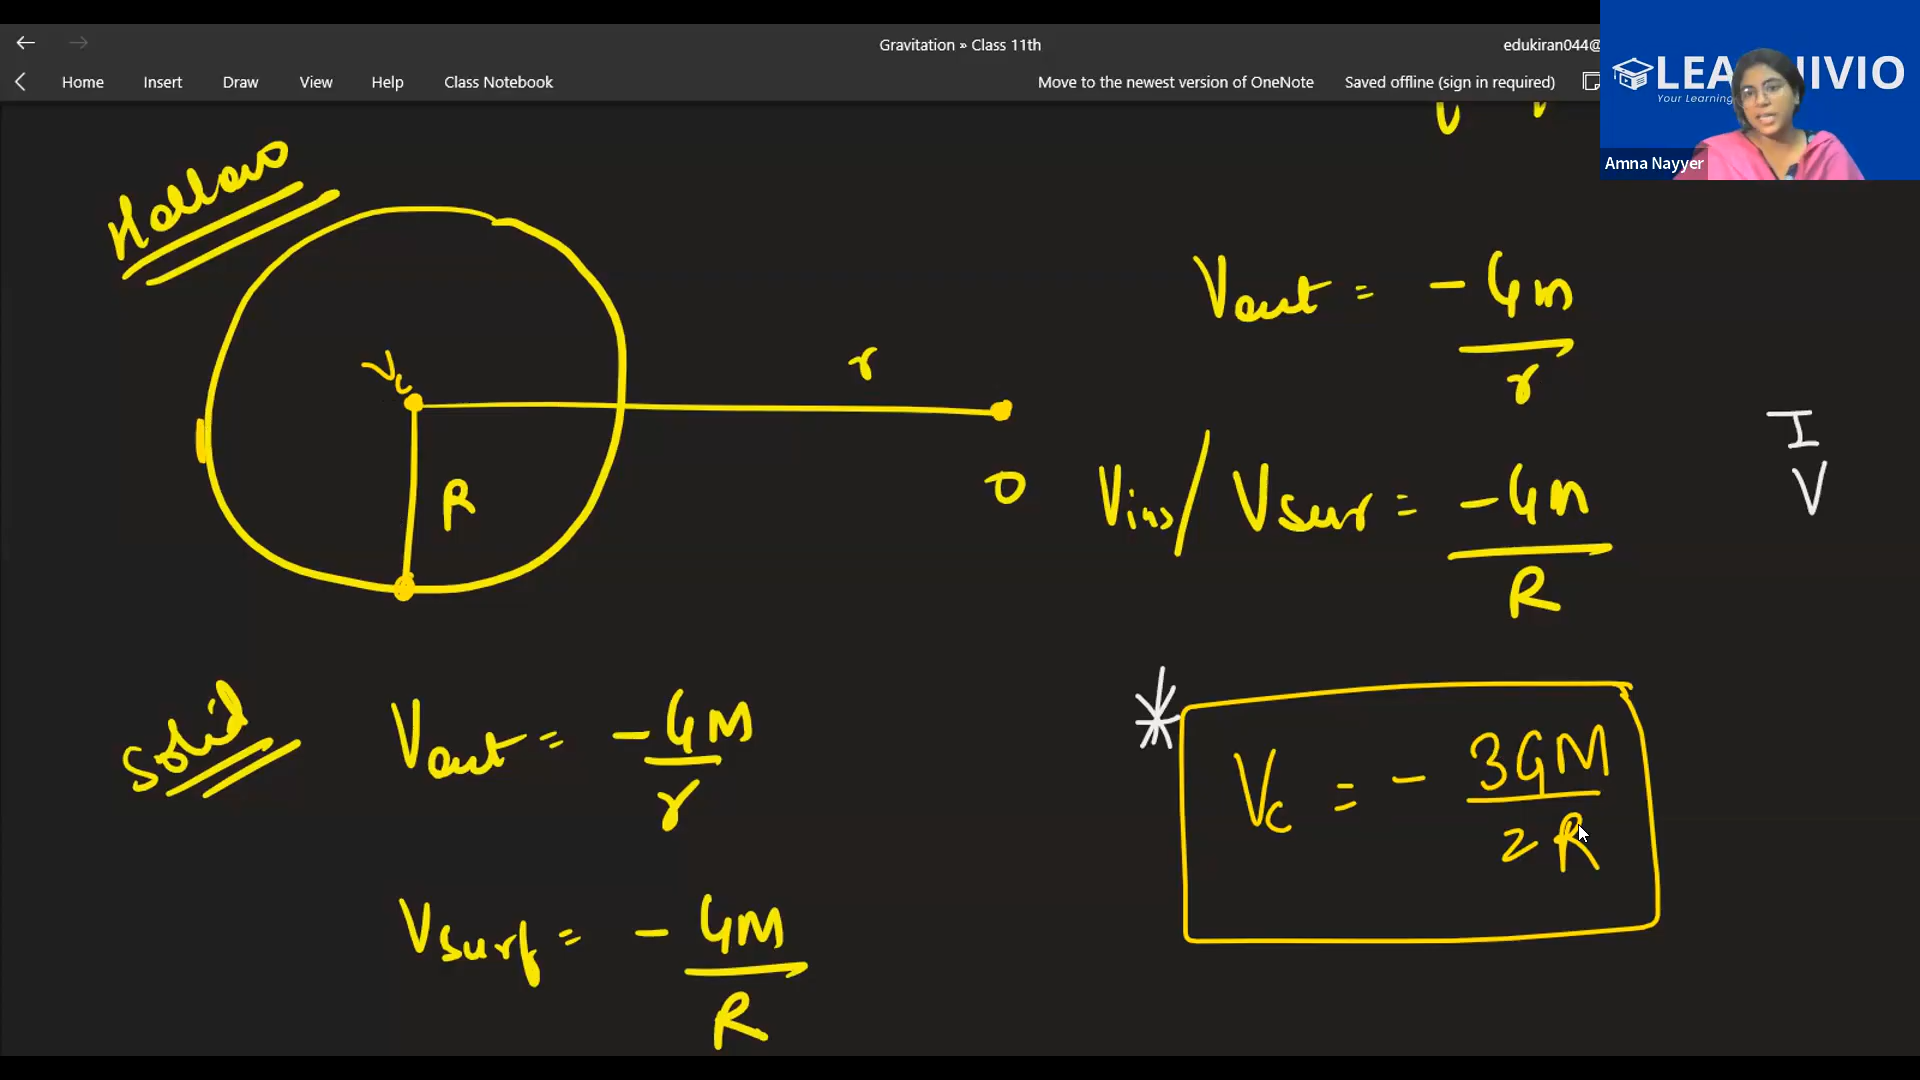 Gravitation » Class 11th
edukiran044@
Home Insert Draw View Help Class Notebook
Move to the newest version of OneNote Saved offline (sign in required)
LEA IVIO
Your Learning
Amna Nayyer
Hollow
Vc
r
R
O
Vout = - Gm / r
Vins / Vsur = - Gm / R
I
V
Solid
Vout = - GM / r
* Vc = - 3GM / 2R
Vsurf = - GM / R